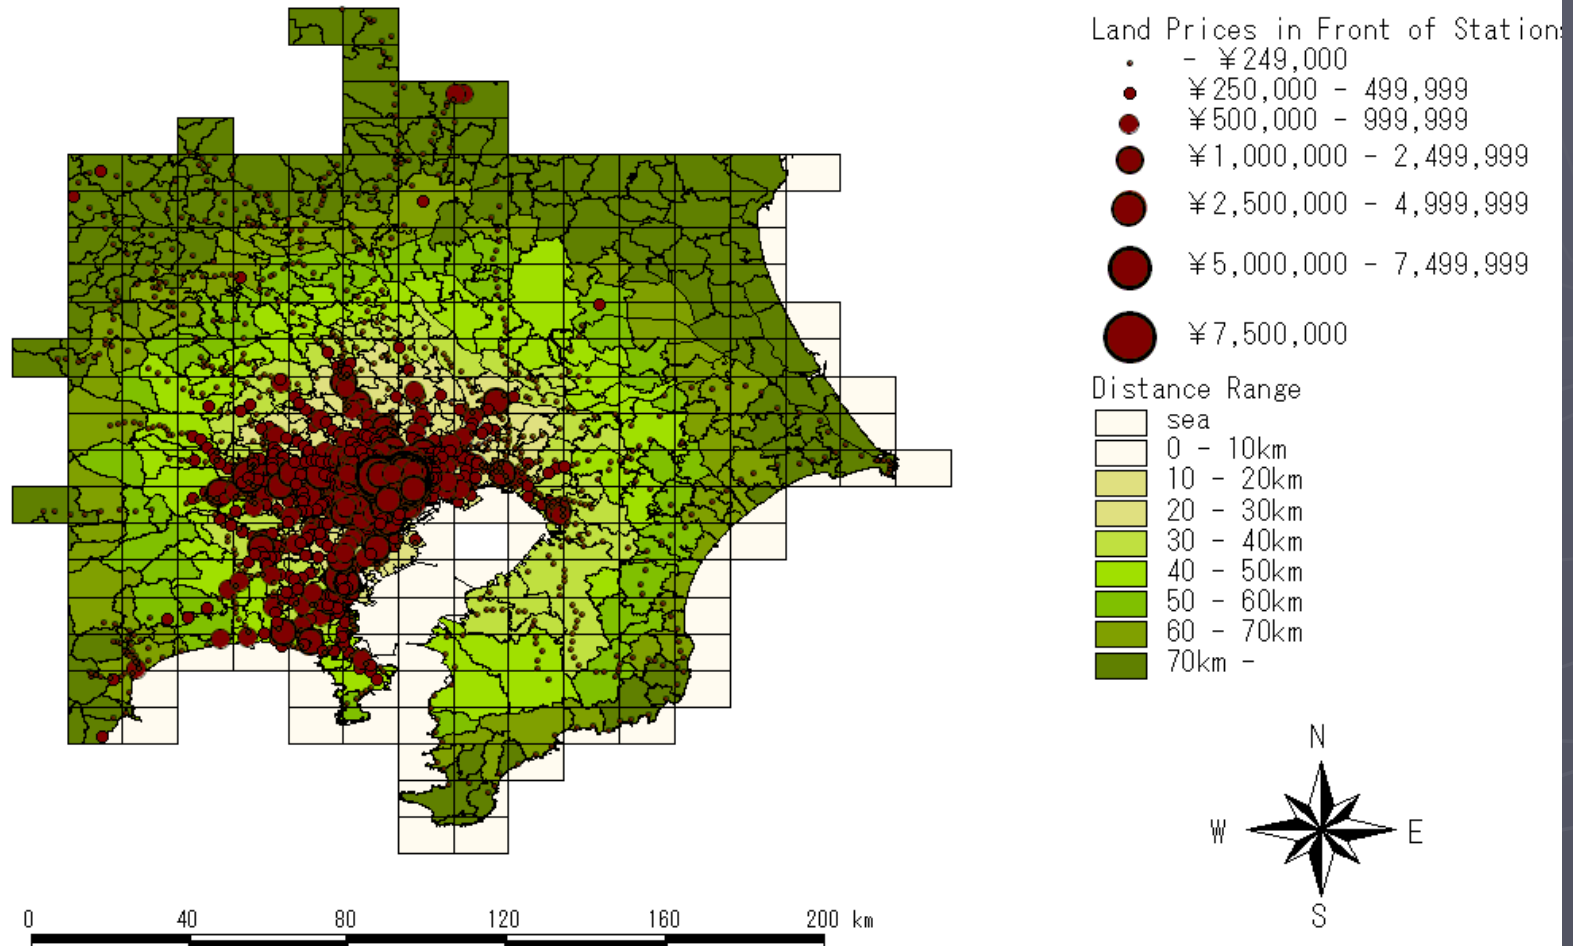 Land Prices in Front of Station
- ¥249,000
¥250,000 - 499,999
¥500,000 - 999,999
¥1,000,000 - 2,499,999
¥2,500,000 - 4,999,999
¥5,000,000 - 7,499,999
¥7,500,000
Distance Range
sea
0 - 10km
10 - 20km
20 - 30km
30 - 40km
40 - 50km
50 - 60km
60 - 70km
70km -
N
W E
S
0 40 80 120 160 200 km